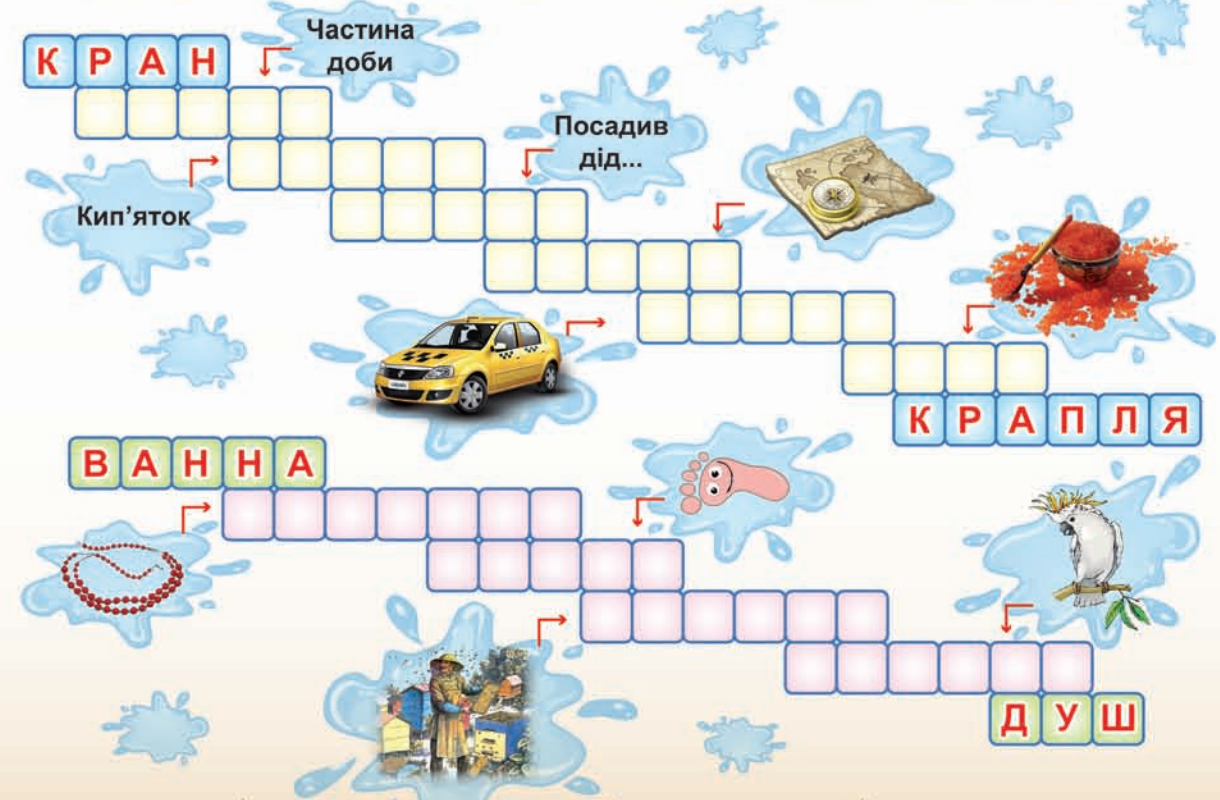 КРАН
Частина
доби
Посадив
дід...
Кип’яток
КРАПЛЯ
ВАННА
ДУШ